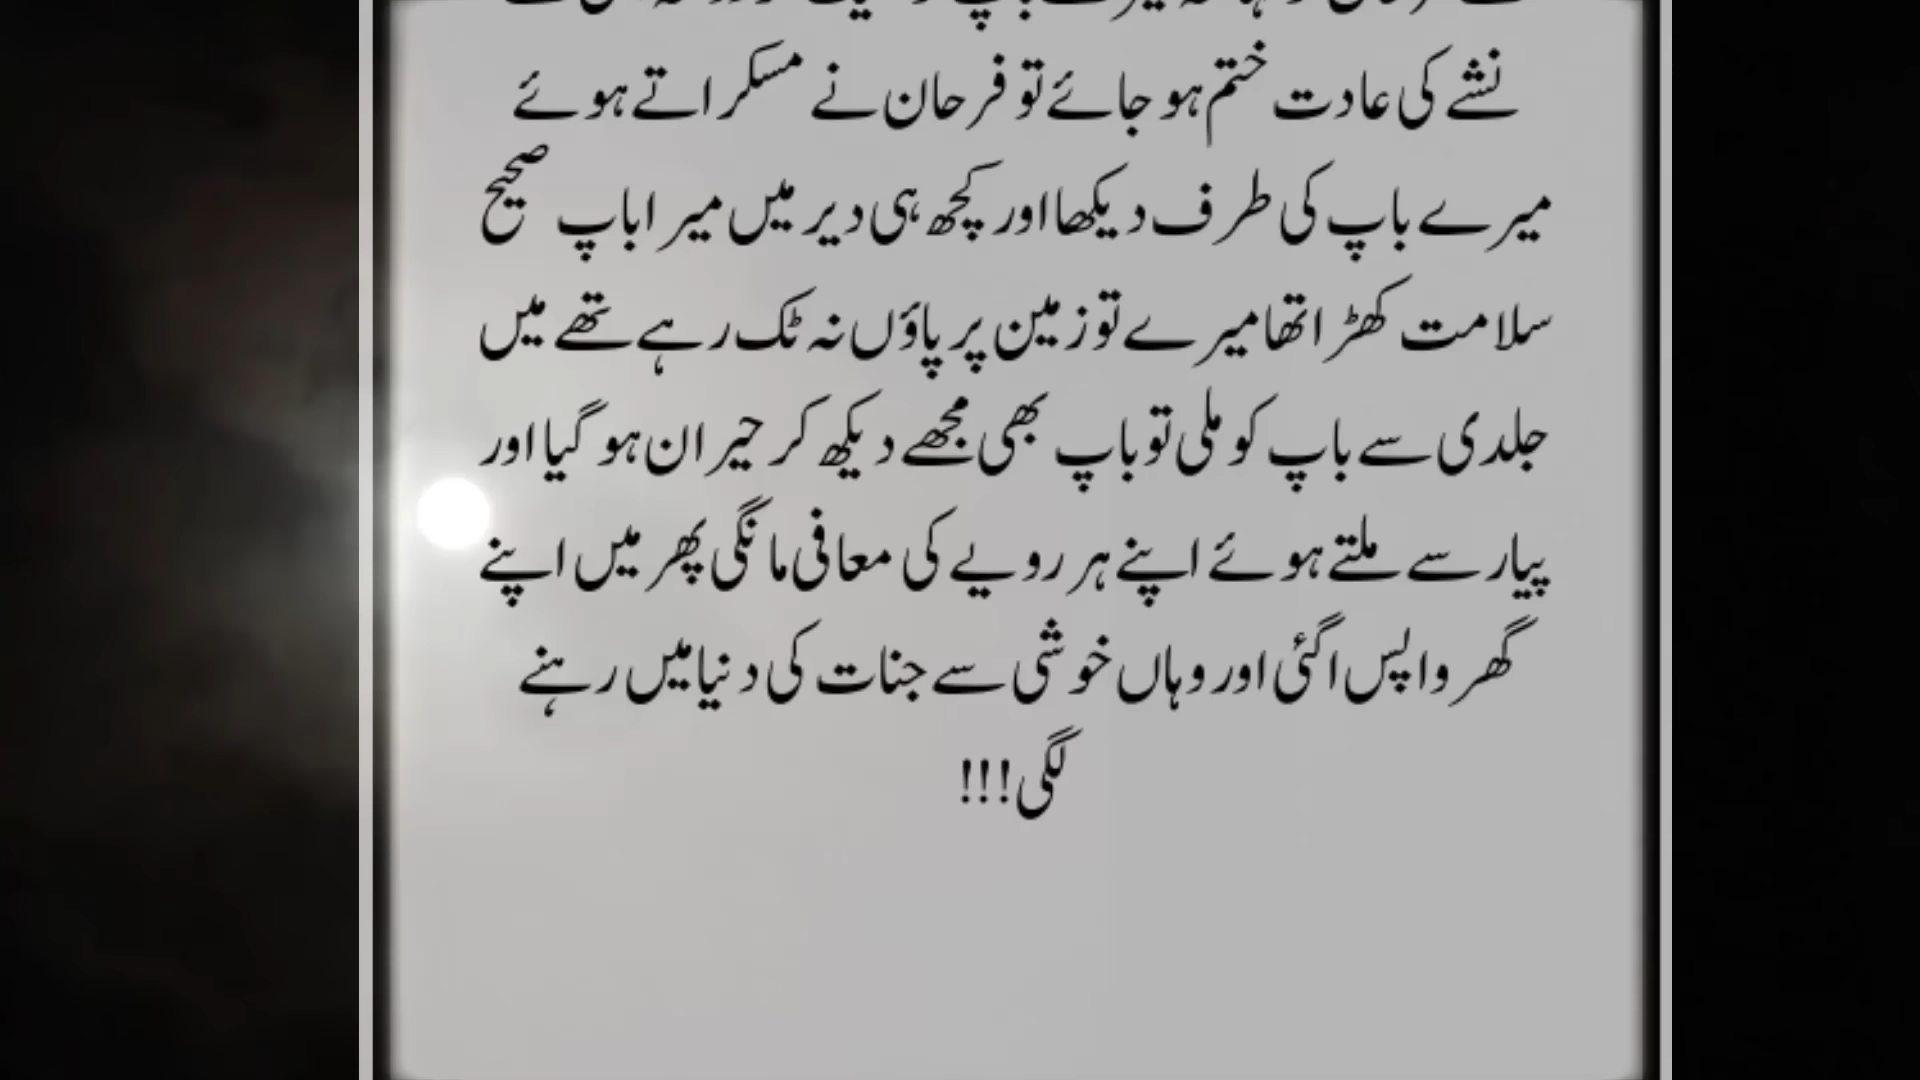 نشے کی عادت ختم ہو جائے تو فرحان نے مسکراتے ہوئے
میرے باپ کی طرف دیکھا اور کچھ ہی دیر میں میرا باپ صحیح
سلامت کھڑا تھا میرے تو زمین پر پاؤں نہ ٹک رہے تھے میں
جلدی سے باپ کو ملی تو باپ بھی مجھے دیکھ کر حیران ہو گیا اور
پیار سے ملتے ہوئے اپنے ہر رویے کی معافی مانگی پھر میں اپنے
گھر واپس اگئی اور وہاں خوشی سے جنات کی دنیا میں رہنے
لگی!!!